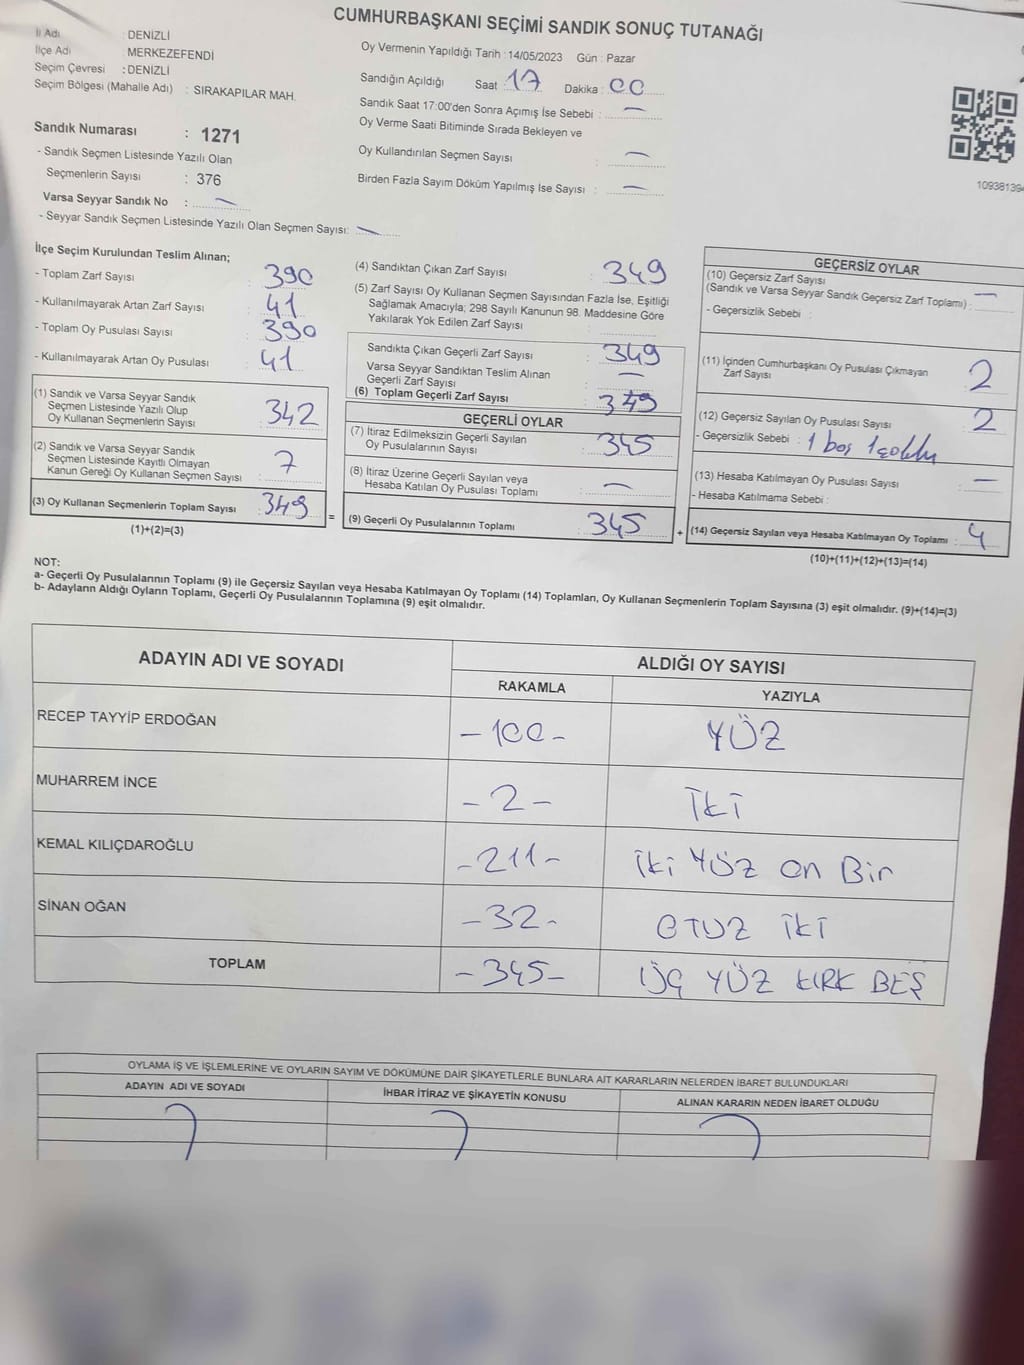 CUMHURBAŞKANI SEÇİMİ SANDIK SONUÇ TUTANAĞI
İl Adı : DENİZLİ
İlçe Adı MERKEZEFENDİ
Seçim Çevresi : DENİZLİ
Seçim Bölgesi (Mahalle Adı) : SIRAKAPILAR MAH.
Sandık Numarası : 1271
- Sandık Seçmen Listesinde Yazılı Olan
Seçmenlerin Sayısı : 376
Varsa Seyyar Sandık No : —
- Seyyar Sandık Seçmen Listesinde Yazılı Olan Seçmen Sayısı: —
Oy Vermenin Yapıldığı Tarih : 14/05/2023 Gün : Pazar
Sandığın Açıldığı Saat : 17 Dakika : 00
Sandık Saat 17:00'den Sonra Açımış İse Sebebi : —
Oy Verme Saati Bitiminde Sırada Bekleyen ve
Oy Kullandırılan Seçmen Sayısı : —
Birden Fazla Sayım Döküm Yapılmış İse Sayısı : —
109381394
İlçe Seçim Kurulundan Teslim Alınan;
- Toplam Zarf Sayısı : 390
- Kullanılmayarak Artan Zarf Sayısı : 41
- Toplam Oy Pusulası Sayısı : 390
- Kullanılmayarak Artan Oy Pusulası : 41
(1) Sandık ve Varsa Seyyar Sandık
Seçmen Listesinde Yazılı Olup
Oy Kullanan Seçmenlerin Sayısı : 342
(2) Sandık ve Varsa Seyyar Sandık
Seçmen Listesinde Kayıtlı Olmayan
Kanun Gereği Oy Kullanan Seçmen Sayısı : 7
(3) Oy Kullanan Seçmenlerin Toplam Sayısı : 349
(1)+(2)=(3)
=
(4) Sandıktan Çıkan Zarf Sayısı : 349
(5) Zarf Sayısı Oy Kullanan Seçmen Sayısından Fazla İse, Eşitliği
Sağlamak Amacıyla; 298 Sayılı Kanunun 98. Maddesine Göre
Yakılarak Yok Edilen Zarf Sayısı :
Sandıkta Çıkan Geçerli Zarf Sayısı : 349
Varsa Seyyar Sandıktan Teslim Alınan
Geçerli Zarf Sayısı : —
(6) Toplam Geçerli Zarf Sayısı : 349
GEÇERLİ OYLAR
(7) İtiraz Edilmeksizin Geçerli Sayılan
Oy Pusulalarının Sayısı : 345
(8) İtiraz Üzerine Geçerli Sayılan veya
Hesaba Katılan Oy Pusulası Toplamı : —
(9) Geçerli Oy Pusulalarının Toplamı : 345
+
GEÇERSİZ OYLAR
(10) Geçersiz Zarf Sayısı
(Sandık ve Varsa Seyyar Sandık Geçersiz Zarf Toplamı) : —
- Geçersizlik Sebebi :
(11) İçinden Cumhurbaşkanı Oy Pusulası Çıkmayan
Zarf Sayısı : 2
(12) Geçersiz Sayılan Oy Pusulası Sayısı : 2
- Geçersizlik Sebebi : 1 boş 1 çoklu
(13) Hesaba Katılmayan Oy Pusulası Sayısı : —
- Hesaba Katılmama Sebebi :
(14) Geçersiz Sayılan veya Hesaba Katılmayan Oy Toplamı : 4
(10)+(11)+(12)+(13)=(14)
NOT:
a- Geçerli Oy Pusulalarının Toplamı (9) ile Geçersiz Sayılan veya Hesaba Katılmayan Oy Toplamı (14) Toplamları, Oy Kullanan Seçmenlerin Toplam Sayısına (3) eşit olmalıdır. (9)+(14)=(3)
b- Adayların Aldığı Oyların Toplamı, Geçerli Oy Pusulalarının Toplamına (9) eşit olmalıdır.
ADAYIN ADI VE SOYADI ALDIĞI OY SAYISI
RAKAMLA YAZIYLA
RECEP TAYYİP ERDOĞAN - 100 - YÜZ
MUHARREM İNCE - 2 - İKİ
KEMAL KILIÇDAROĞLU - 211 - İki YÜZ on Bir
SİNAN OĞAN - 32 - OTUZ İKİ
TOPLAM - 345 - ÜÇ YÜZ KIRK BEŞ
OYLAMA İŞ VE İŞLEMLERİNE VE OYLARIN SAYIM VE DÖKÜMÜNE DAİR ŞİKAYETLERLE BUNLARA AİT KARARLARIN NELERDEN İBARET BULUNDUKLARI
ADAYIN ADI VE SOYADI İHBAR İTİRAZ VE ŞİKAYETİN KONUSU ALINAN KARARIN NEDEN İBARET OLDUĞU